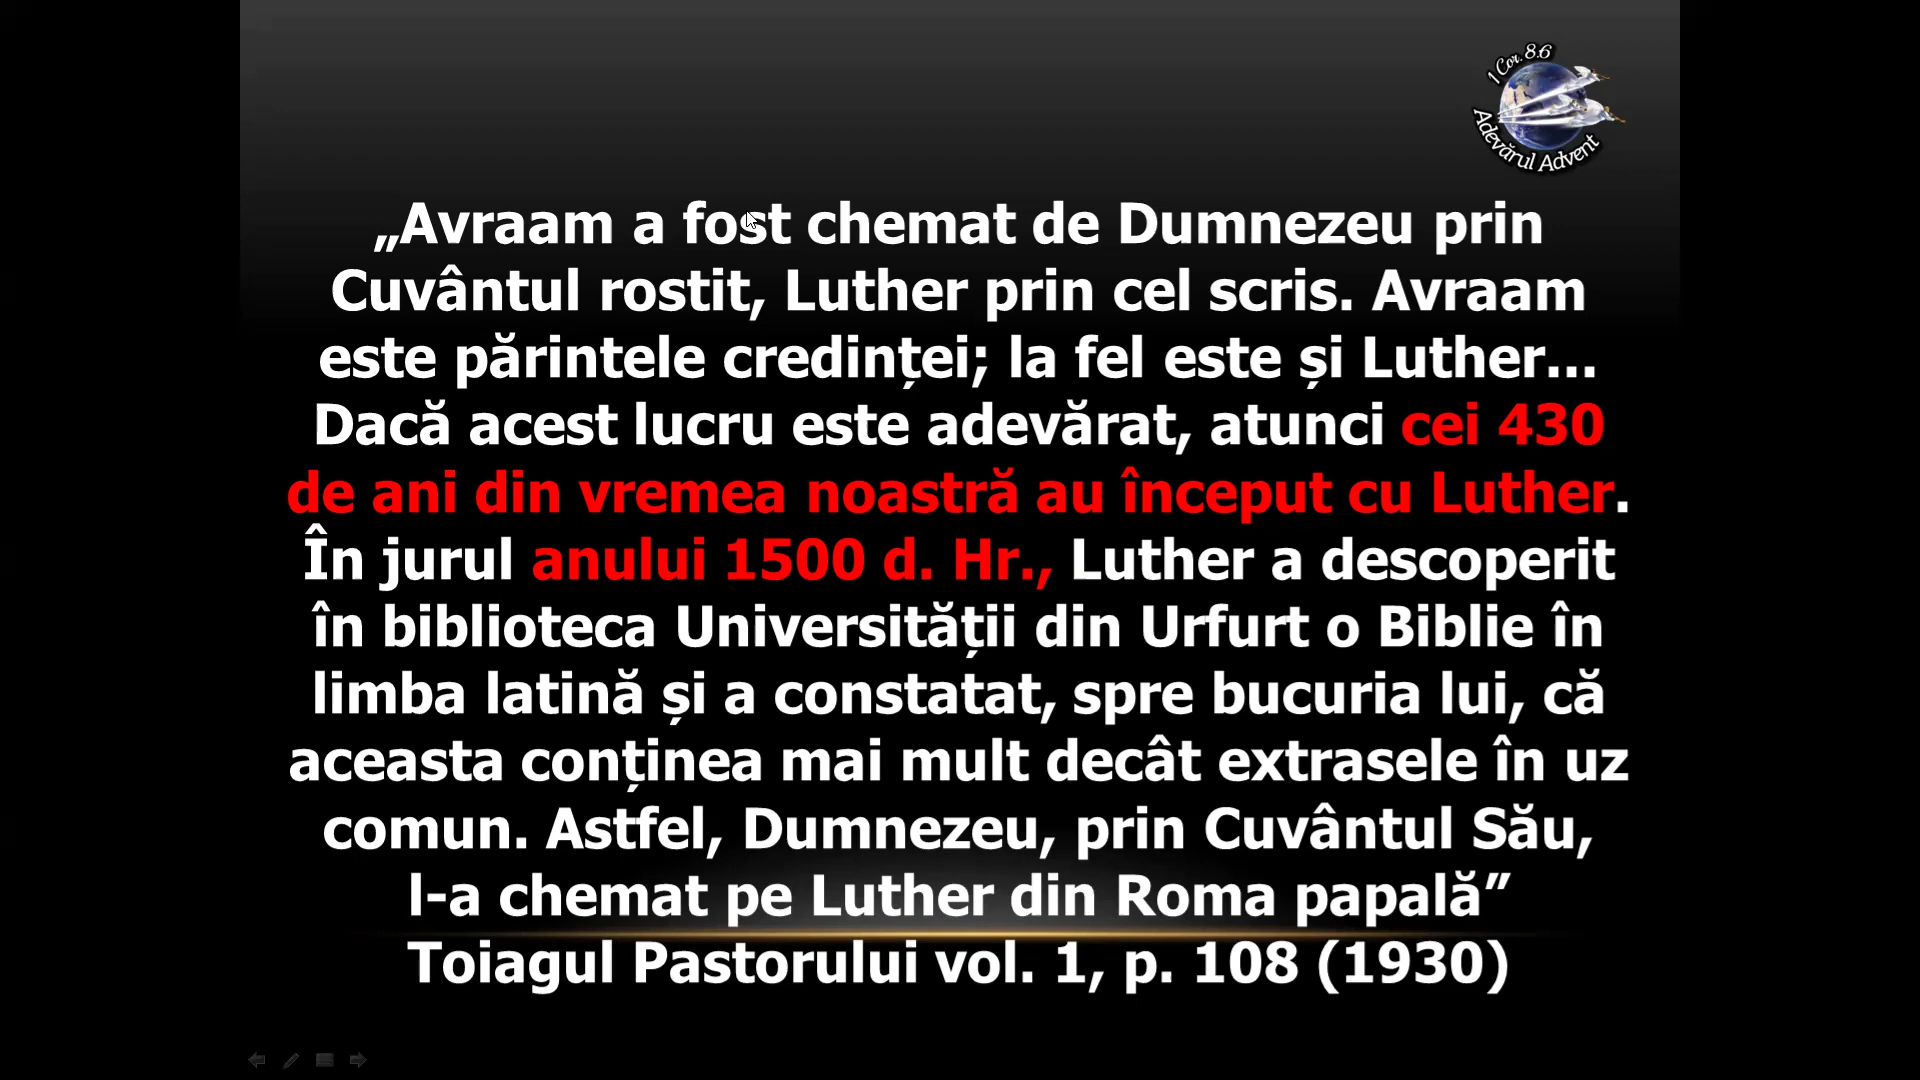 1 Cor. 8:6
Adevărul Advent
„Avraam a fost chemat de Dumnezeu prin
Cuvântul rostit, Luther prin cel scris. Avraam
este părintele credinței; la fel este și Luther...
Dacă acest lucru este adevărat, atunci cei 430
de ani din vremea noastră au început cu Luther.
În jurul anului 1500 d. Hr., Luther a descoperit
în biblioteca Universității din Urfurt o Biblie în
limba latină și a constatat, spre bucuria lui, că
aceasta conținea mai mult decât extrasele în uz
comun. Astfel, Dumnezeu, prin Cuvântul Său,
l-a chemat pe Luther din Roma papală”
Toiagul Pastorului vol. 1, p. 108 (1930)